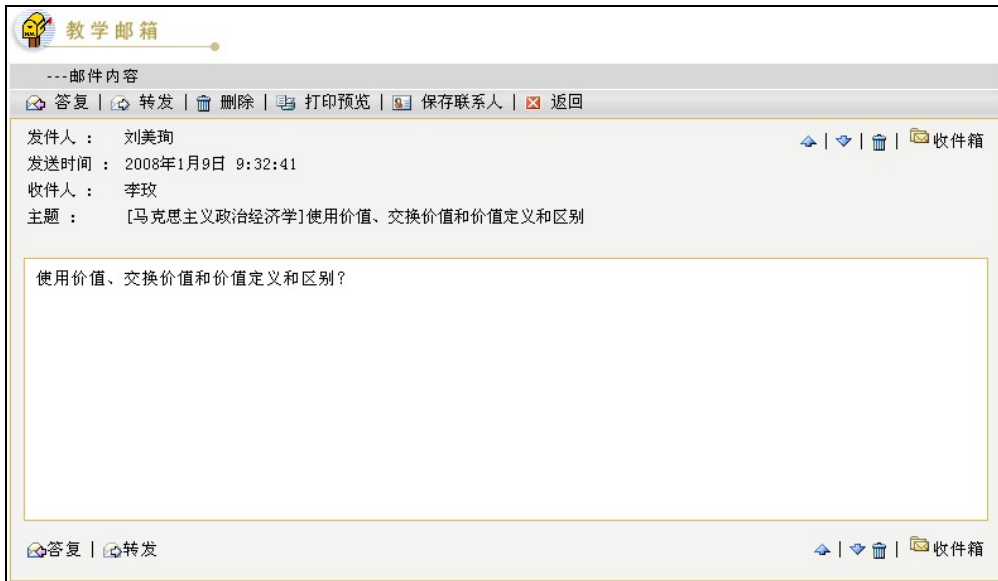 教学邮箱
---邮件内容
答复 | 转发 | 删除 | 打印预览 | 保存联系人 | 返回
发件人 : 刘美珣
| | | 收件箱
发送时间 : 2008年1月9日 9:32:41
收件人 : 李玫
主题 : [马克思主义政治经济学]使用价值、交换价值和价值定义和区别
使用价值、交换价值和价值定义和区别?
答复 | 转发
| | 收件箱